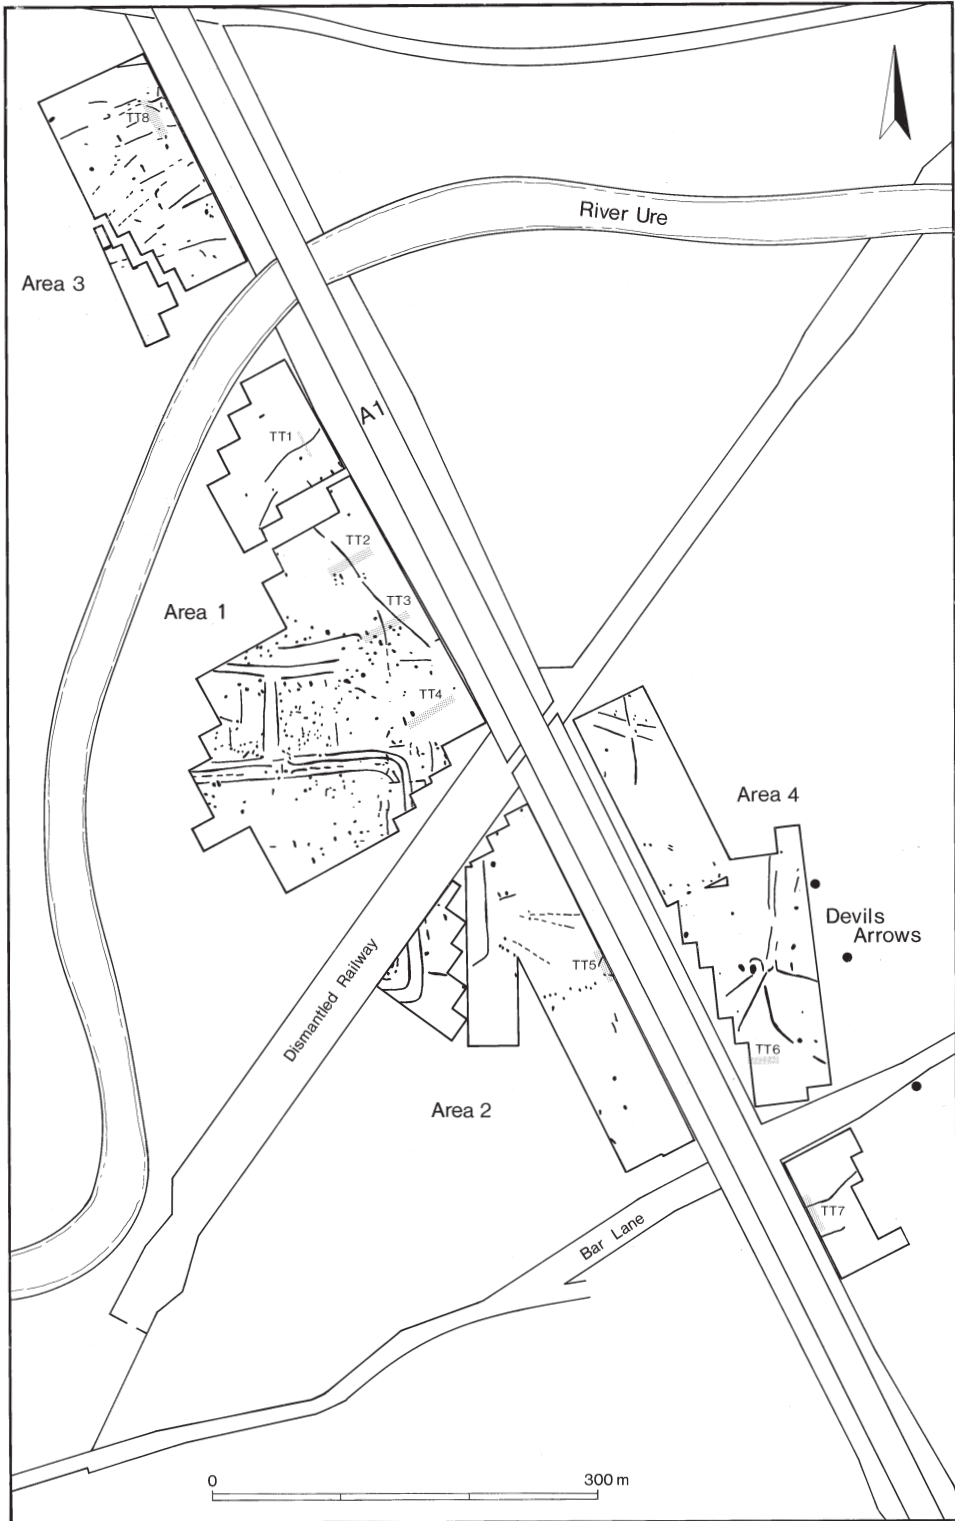 TT8
River Ure
Area 3
A1
TT1
TT2
TT3
Area 1
TT4
Area 4
Devils
Arrows
TT5
Dismantled Railway
TT6
Area 2
TT7
Bar Lane
0 300 m